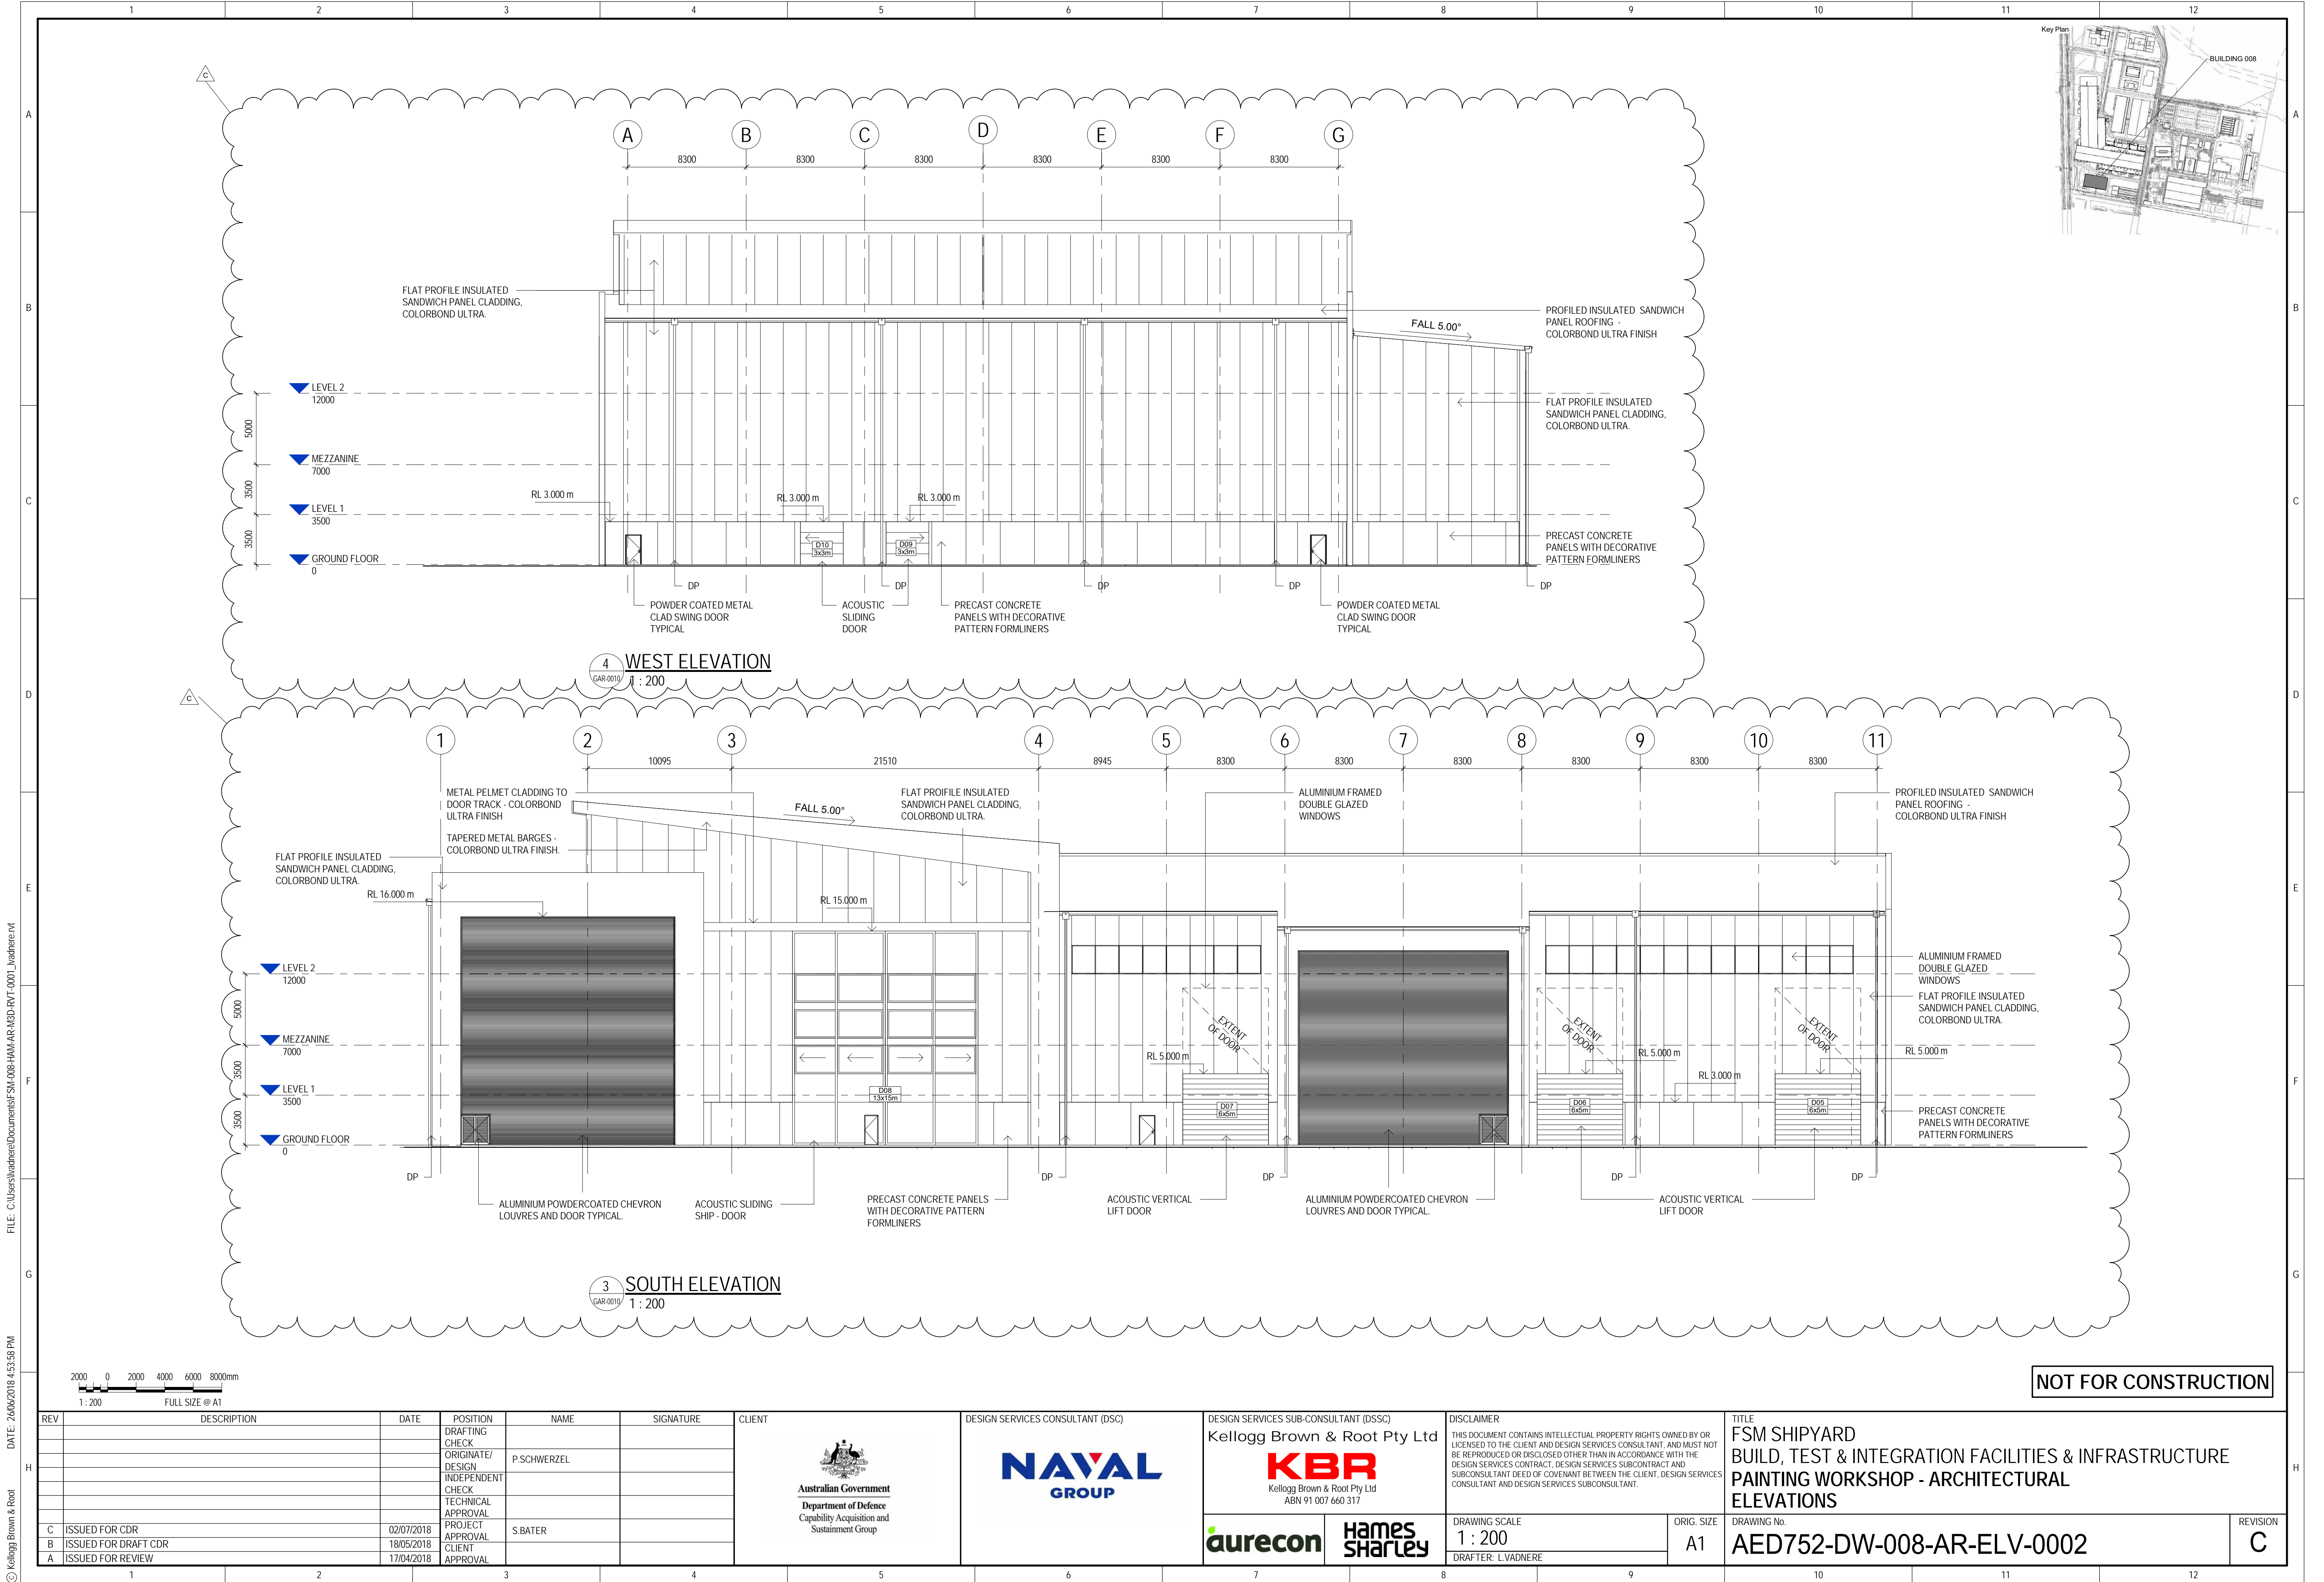 1 2 3 4 5 6 7 8 9 10 11 12
A
B
C
D
E
F
G
H
A
B
C
D
E
F
G
H
Key Plan
BUILDING 008
C
A B C D E F G
8300 8300 8300 8300 8300 8300
FLAT PROFILE INSULATED
SANDWICH PANEL CLADDING,
COLORBOND ULTRA.
FALL 5.00°
PROFILED INSULATED SANDWICH
PANEL ROOFING -
COLORBOND ULTRA FINISH
LEVEL 2
12000
FLAT PROFILE INSULATED
SANDWICH PANEL CLADDING,
COLORBOND ULTRA.
5000
MEZZANINE
7000
3500
RL 3.000 m RL 3.000 m RL 3.000 m
LEVEL 1
3500
3500
PRECAST CONCRETE
PANELS WITH DECORATIVE
PATTERN FORMLINERS
D10
3x3m
D09
3x3m
GROUND FLOOR
0
DP DP DP DP DP
POWDER COATED METAL
CLAD SWING DOOR
TYPICAL
ACOUSTIC
SLIDING
DOOR
PRECAST CONCRETE
PANELS WITH DECORATIVE
PATTERN FORMLINERS
POWDER COATED METAL
CLAD SWING DOOR
TYPICAL
4
GAR-0010
WEST ELEVATION
1 : 200
C
1 2 3 4 5 6 7 8 9 10 11
10095 21510 8945 8300 8300 8300 8300 8300 8300
METAL PELMET CLADDING TO
DOOR TRACK - COLORBOND
ULTRA FINISH
TAPERED METAL BARGES -
COLORBOND ULTRA FINISH.
FALL 5.00°
FLAT PROIFILE INSULATED
SANDWICH PANEL CLADDING,
COLORBOND ULTRA.
ALUMINIUM FRAMED
DOUBLE GLAZED
WINDOWS
PROFILED INSULATED SANDWICH
PANEL ROOFING -
COLORBOND ULTRA FINISH
FLAT PROFILE INSULATED
SANDWICH PANEL CLADDING,
COLORBOND ULTRA.
RL 16.000 m
RL 15.000 m
ALUMINIUM FRAMED
DOUBLE GLAZED
WINDOWS
FLAT PROFILE INSULATED
SANDWICH PANEL CLADDING,
COLORBOND ULTRA.
LEVEL 2
12000
5000
MEZZANINE
7000
3500
LEVEL 1
3500
3500
GROUND FLOOR
0
EXTENT
OF DOOR
EXTENT
OF DOOR
EXTENT
OF DOOR
RL 5.000 m
RL 5.000 m
RL 3.000 m
RL 5.000 m
D08
13x15m
D07
6x5m
D06
6x5m
D05
6x5m
PRECAST CONCRETE
PANELS WITH DECORATIVE
PATTERN FORMLINERS
DP DP DP DP DP
ALUMINIUM POWDERCOATED CHEVRON
LOUVRES AND DOOR TYPICAL.
ACOUSTIC SLIDING
SHIP - DOOR
PRECAST CONCRETE PANELS
WITH DECORATIVE PATTERN
FORMLINERS
ACOUSTIC VERTICAL
LIFT DOOR
ALUMINIUM POWDERCOATED CHEVRON
LOUVRES AND DOOR TYPICAL.
ACOUSTIC VERTICAL
LIFT DOOR
3
GAR-0010
SOUTH ELEVATION
1 : 200
2000 0 2000 4000 6000 8000mm
1 : 200 FULL SIZE @ A1
NOT FOR CONSTRUCTION
REV DESCRIPTION DATE
C ISSUED FOR CDR 02/07/2018
B ISSUED FOR DRAFT CDR 18/05/2018
A ISSUED FOR REVIEW 17/04/2018
POSITION NAME SIGNATURE
DRAFTING
CHECK
ORIGINATE/
DESIGN
P.SCHWERZEL
INDEPENDENT
CHECK
TECHNICAL
APPROVAL
PROJECT
APPROVAL
S.BATER
CLIENT
APPROVAL
CLIENT
Australian Government
Department of Defence
Capability Acquisition and
Sustainment Group
DESIGN SERVICES CONSULTANT (DSC)
NAVAL
GROUP
DESIGN SERVICES SUB-CONSULTANT (DSSC)
Kellogg Brown & Root Pty Ltd
KBR
Kellogg Brown & Root Pty Ltd
ABN 91 007 660 317
aurecon
Hames
Sharley
DISCLAIMER
THIS DOCUMENT CONTAINS INTELLECTUAL PROPERTY RIGHTS OWNED BY OR
LICENSED TO THE CLIENT AND DESIGN SERVICES CONSULTANT, AND MUST NOT
BE REPRODUCED OR DISCLOSED OTHER THAN IN ACCORDANCE WITH THE
DESIGN SERVICES CONTRACT, DESIGN SERVICES SUBCONTRACT AND
SUBCONSULTANT DEED OF COVENANT BETWEEN THE CLIENT, DESIGN SERVICES
CONSULTANT AND DESIGN SERVICES SUBCONSULTANT.
DRAWING SCALE
1 : 200
DRAFTER: L.VADNERE
ORIG. SIZE
A1
TITLE
FSM SHIPYARD
BUILD, TEST & INTEGRATION FACILITIES & INFRASTRUCTURE
PAINTING WORKSHOP - ARCHITECTURAL
ELEVATIONS
DRAWING No.
AED752-DW-008-AR-ELV-0002
REVISION
C
1 2 3 4 5 6 7 8 9 10 11 12
© Kellogg Brown & Root DATE: 26/06/2018 4:53:58 PM FILE: C:\Users\lvadnere\Documents\FSM-008-HAM-AR-M3D-RVT-0001_lvadnere.rvt